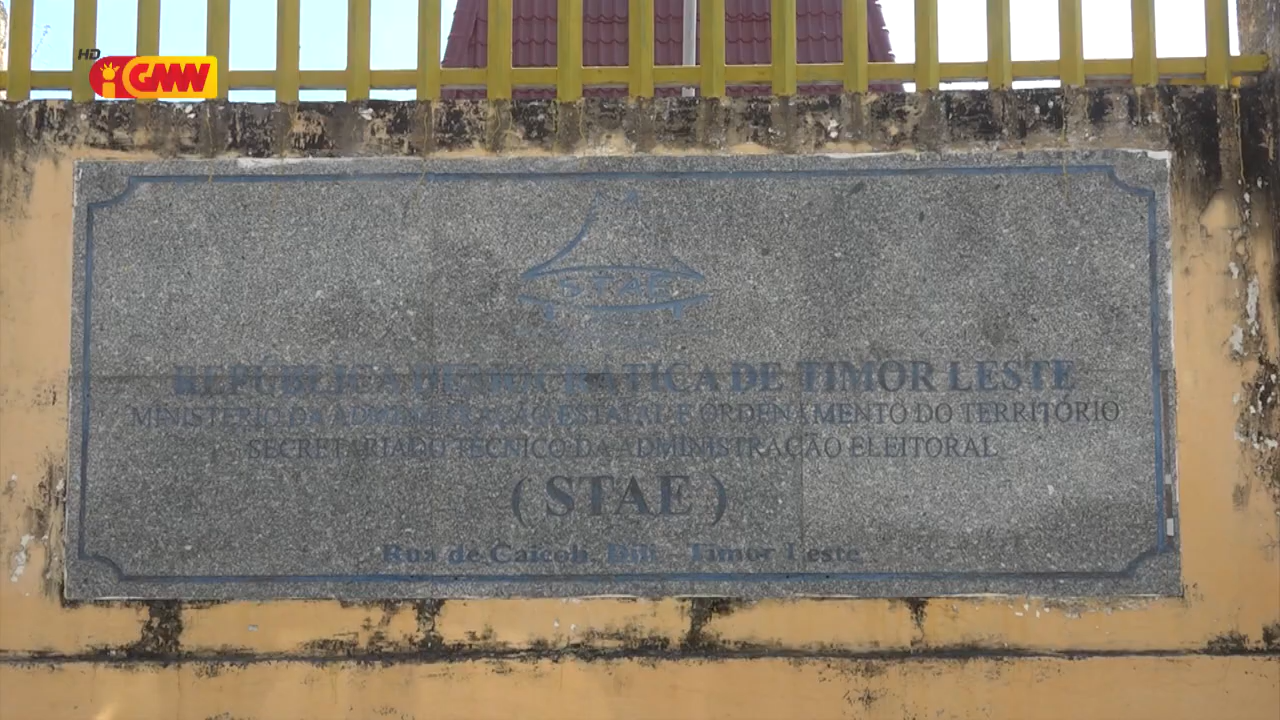 HD
GMN
STAE
REPÚBLICA DEMOCRÁTICA DE TIMOR LESTE
MINISTÉRIO DA ADMINISTRAÇÃO ESTATAL E ORDENAMENTO DO TERRITÓRIO
SECRETARIADO TECNICO DA ADMINISTRAÇÃO ELEITORAL
( STAE )
Rua de Caicoli, Dili - Timor Leste